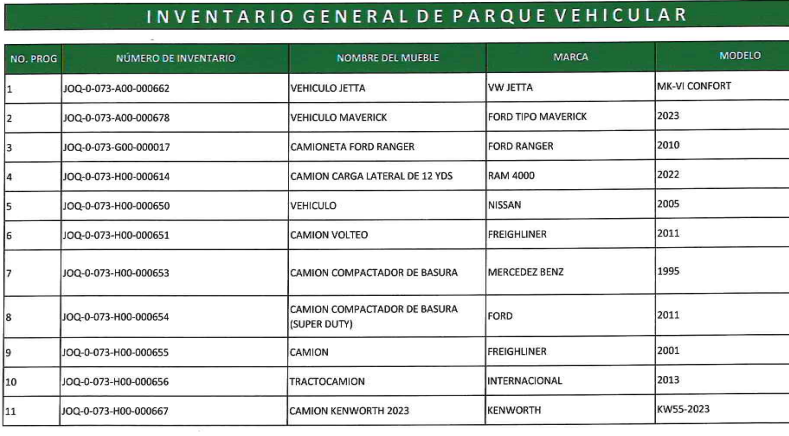 INVENTARIO GENERAL DE PARQUE VEHICULAR
NO. PROG NÚMERO DE INVENTARIO NOMBRE DEL MUEBLE MARCA MODELO
1 JOQ-0-073-A00-000662 VEHICULO JETTA VW JETTA MK-VI CONFORT
2 JOQ-0-073-A00-000678 VEHICULO MAVERICK FORD TIPO MAVERICK 2023
3 JOQ-0-073-G00-000017 CAMIONETA FORD RANGER FORD RANGER 2010
4 JOQ-0-073-H00-000614 CAMION CARGA LATERAL DE 12 YDS RAM 4000 2022
5 JOQ-0-073-H00-000650 VEHICULO NISSAN 2005
6 JOQ-0-073-H00-000651 CAMION VOLTEO FREIGHLINER 2011
7 JOQ-0-073-H00-000653 CAMION COMPACTADOR DE BASURA MERCEDEZ BENZ 1995
8 JOQ-0-073-H00-000654 CAMION COMPACTADOR DE BASURA
(SUPER DUTY) FORD 2011
9 JOQ-0-073-H00-000655 CAMION FREIGHLINER 2001
10 JOQ-0-073-H00-000656 TRACTOCAMION INTERNACIONAL 2013
11 JOQ-0-073-H00-000667 CAMION KENWORTH 2023 KENWORTH KW55-2023